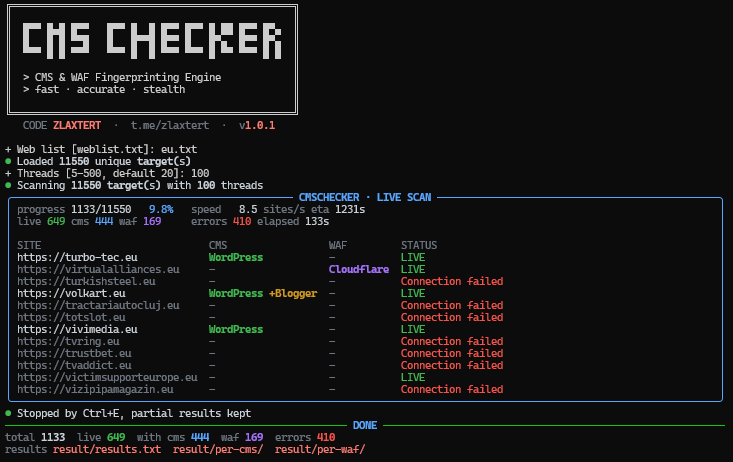 CMS CHECKER
> CMS & WAF Fingerprinting Engine
> fast · accurate · stealth
CODE ZLAXTERT · t.me/zlaxtert · v1.0.1
+ Web list [weblist.txt]: eu.txt
● Loaded 11550 unique target(s)
+ Threads [5-500, default 20]: 100
● Scanning 11550 target(s) with 100 threads
CMSCHECKER · LIVE SCAN
progress 1133/11550 9.8% speed 8.5 sites/s eta 1231s
live 649 cms 444 waf 169 errors 410 elapsed 133s
SITE CMS WAF STATUS
https://turbo-tec.eu WordPress – LIVE
https://virtualalliances.eu – Cloudflare LIVE
https://turkishsteel.eu – – Connection failed
https://volkart.eu WordPress +Blogger – LIVE
https://tractariautocluj.eu – – Connection failed
https://totslot.eu – – Connection failed
https://vivimedia.eu WordPress – LIVE
https://tvring.eu – – Connection failed
https://trustbet.eu – – Connection failed
https://tvaddict.eu – – Connection failed
https://victimsupporteurope.eu – – LIVE
https://vizipipamagazin.eu – – Connection failed
● Stopped by Ctrl+E, partial results kept
DONE
total 1133 live 649 with cms 444 waf 169 errors 410
results result/results.txt result/per-cms/ result/per-waf/